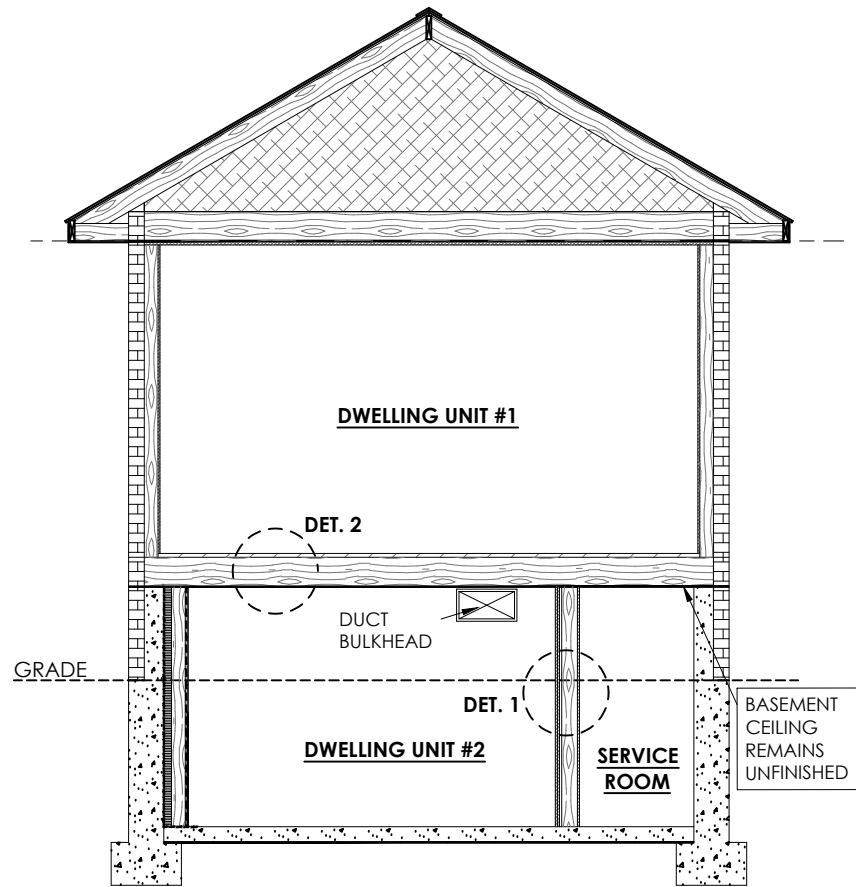 DWELLING UNIT #1
DET. 2
DUCT
BULKHEAD
GRADE
DET. 1
DWELLING UNIT #2
SERVICE
ROOM
BASEMENT
CEILING
REMAINS
UNFINISHED